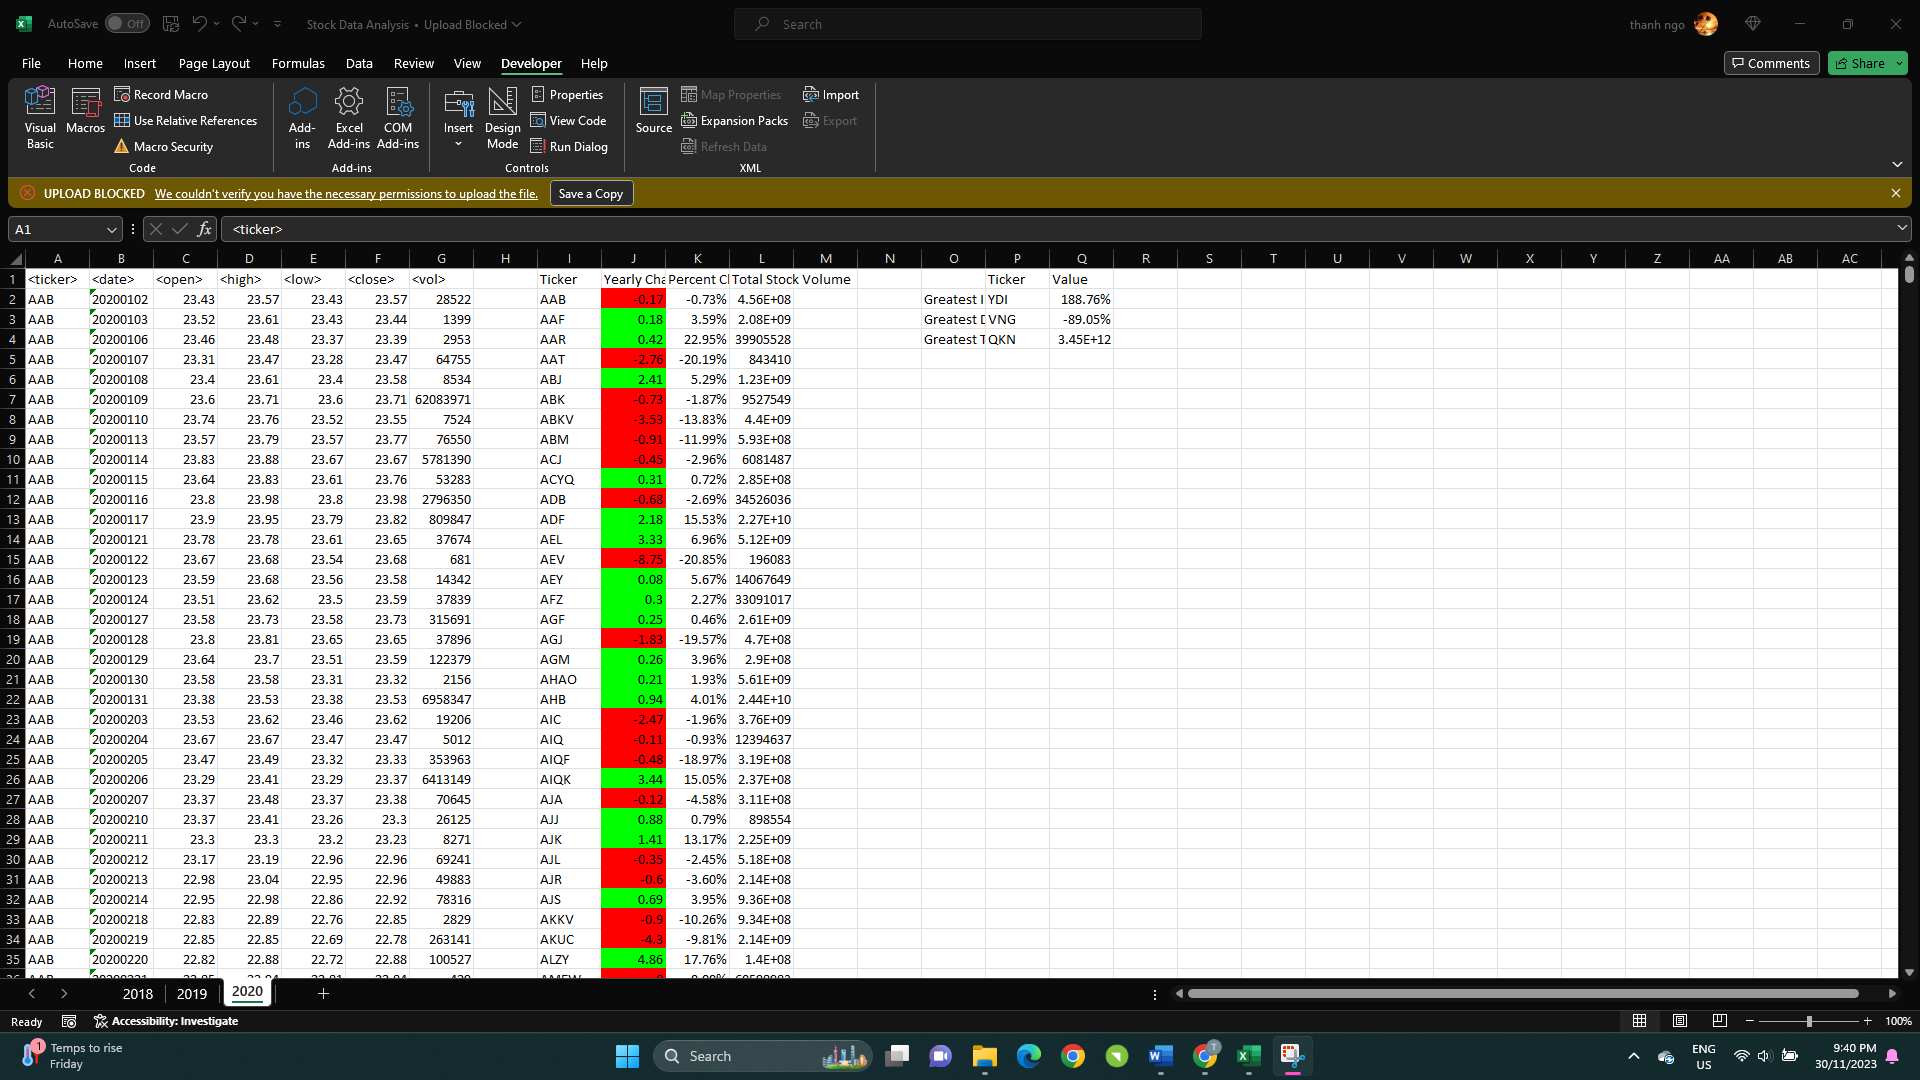 AutoSave Off Stock Data Analysis • Upload Blocked Search thanh ngo
File Home Insert Page Layout Formulas Data Review View Developer Help Comments Share
Visual Basic
Macros
Record Macro
Use Relative References
Macro Security
Code
Add-ins
Excel Add-ins
COM Add-ins
Add-ins
Insert
Design Mode
Properties
View Code
Run Dialog
Controls
Source
Map Properties
Expansion Packs
Refresh Data
Import
Export
XML
UPLOAD BLOCKED We couldn't verify you have the necessary permissions to upload the file. Save a Copy
A1 fx <ticker>
A B C D E F G H I J K L M N O P Q R S T U V W X Y Z AA AB AC
1 <ticker> <date> <open> <high> <low> <close> <vol> Ticker Yearly Cha Percent C Total Stock Volume Ticker Value
2 AAB 20200102 23.43 23.57 23.43 23.57 28522 AAB -0.17 -0.73% 4.56E+08 Greatest I YDI 188.76%
3 AAB 20200103 23.52 23.61 23.43 23.44 1399 AAF 0.18 3.59% 2.08E+09 Greatest D VNG -89.05%
4 AAB 20200106 23.46 23.48 23.37 23.39 2953 AAR 0.42 22.95% 39905528 Greatest T QKN 3.45E+12
5 AAB 20200107 23.31 23.47 23.28 23.47 64755 AAT -2.76 -20.19% 843410
6 AAB 20200108 23.4 23.61 23.4 23.58 8534 ABJ 2.41 5.29% 1.23E+09
7 AAB 20200109 23.6 23.71 23.6 23.71 62083971 ABK -0.73 -1.87% 9527549
8 AAB 20200110 23.74 23.76 23.52 23.55 7524 ABKV -3.53 -13.83% 4.4E+09
9 AAB 20200113 23.57 23.79 23.57 23.77 76550 ABM -0.91 -11.99% 5.93E+08
10 AAB 20200114 23.83 23.88 23.67 23.67 5781390 ACJ -0.45 -2.96% 6081487
11 AAB 20200115 23.64 23.83 23.61 23.76 53283 ACYQ 0.31 0.72% 2.85E+08
12 AAB 20200116 23.8 23.98 23.8 23.98 2796350 ADB -0.68 -2.69% 34526036
13 AAB 20200117 23.9 23.95 23.79 23.82 809847 ADF 2.18 15.53% 2.27E+10
14 AAB 20200121 23.78 23.78 23.61 23.65 37674 AEL 3.33 6.96% 5.12E+09
15 AAB 20200122 23.67 23.68 23.54 23.68 681 AEV -8.75 -20.85% 196083
16 AAB 20200123 23.59 23.68 23.56 23.58 14342 AEY 0.08 5.67% 14067649
17 AAB 20200124 23.51 23.62 23.5 23.59 37839 AFZ 0.3 2.27% 33091017
18 AAB 20200127 23.58 23.73 23.58 23.73 315691 AGF 0.25 0.46% 2.61E+09
19 AAB 20200128 23.8 23.81 23.65 23.65 37896 AGJ -1.83 -19.57% 4.7E+08
20 AAB 20200129 23.64 23.7 23.51 23.59 122379 AGM 0.26 3.96% 2.9E+08
21 AAB 20200130 23.58 23.58 23.31 23.32 2156 AHAO 0.21 1.93% 5.61E+09
22 AAB 20200131 23.38 23.53 23.38 23.53 6958347 AHB 0.94 4.01% 2.44E+10
23 AAB 20200203 23.53 23.62 23.46 23.62 19206 AIC -2.47 -1.96% 3.76E+09
24 AAB 20200204 23.67 23.67 23.47 23.47 5012 AIQ -0.11 -0.93% 12394637
25 AAB 20200205 23.47 23.49 23.32 23.33 353963 AIQF -0.48 -18.97% 3.19E+08
26 AAB 20200206 23.29 23.41 23.29 23.37 6413149 AIQK 3.44 15.05% 2.37E+08
27 AAB 20200207 23.37 23.48 23.37 23.38 70645 AJA -0.12 -4.58% 3.11E+08
28 AAB 20200210 23.37 23.41 23.26 23.3 26125 AJJ 0.88 0.79% 898554
29 AAB 20200211 23.3 23.3 23.2 23.23 8271 AJK 1.41 13.17% 2.25E+09
30 AAB 20200212 23.17 23.19 22.96 22.96 69241 AJL -0.35 -2.45% 5.18E+08
31 AAB 20200213 22.98 23.04 22.95 22.96 49883 AJR -0.6 -3.60% 2.14E+08
32 AAB 20200214 22.95 22.98 22.86 22.92 78316 AJS 0.69 3.95% 9.36E+08
33 AAB 20200218 22.83 22.89 22.76 22.85 2829 AKKV -0.9 -10.26% 9.34E+08
34 AAB 20200219 22.85 22.85 22.69 22.78 263141 AKUC -4.3 -9.81% 2.14E+09
35 AAB 20200220 22.82 22.88 22.72 22.88 100527 ALZY 4.86 17.76% 1.4E+08
2018 2019 2020
Ready Accessibility: Investigate 100%
1 Temps to rise
Friday
Search
ENG
US
9:40 PM
30/11/2023